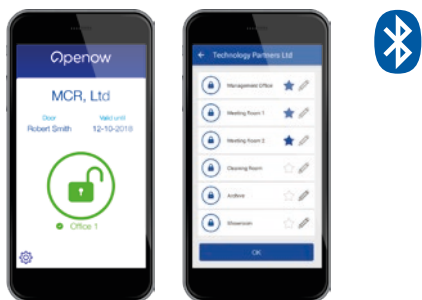 Openow
MCR, Ltd
Door
Valid until
Robert Smith
12-10-2018
Office 1
Technology Partners Ltd
Management Office
Meeting Room 1
Meeting Room 2
Cleaning Room
Archive
Showroom
OK